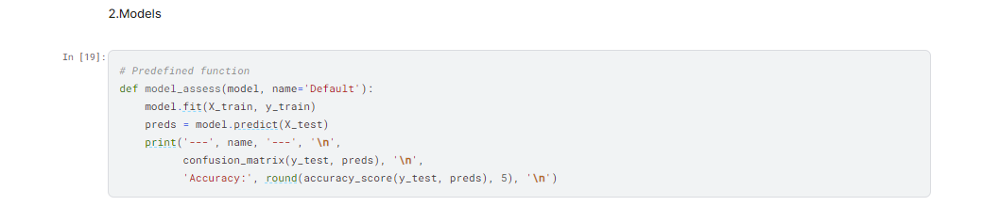 2.Models
In [19]:
# Predefined function
def model_assess(model, name='Default'):
    model.fit(X_train, y_train)
    preds = model.predict(X_test)
    print('---', name, '---', '\n',
          confusion_matrix(y_test, preds), '\n',
          'Accuracy:', round(accuracy_score(y_test, preds), 5), '\n')